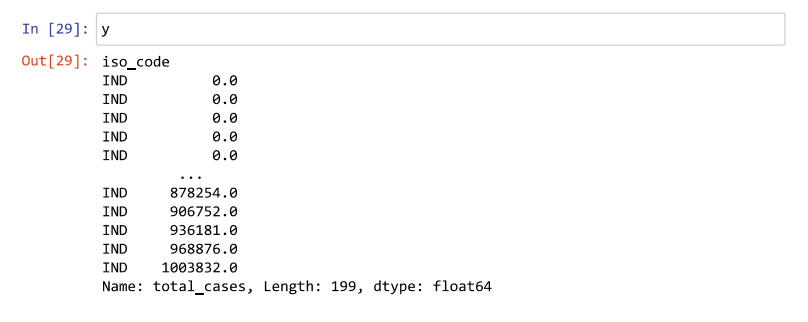 In [29]: y
Out[29]: iso_code
IND 0.0
IND 0.0
IND 0.0
IND 0.0
IND 0.0
...
IND 878254.0
IND 906752.0
IND 936181.0
IND 968876.0
IND 1003832.0
Name: total_cases, Length: 199, dtype: float64